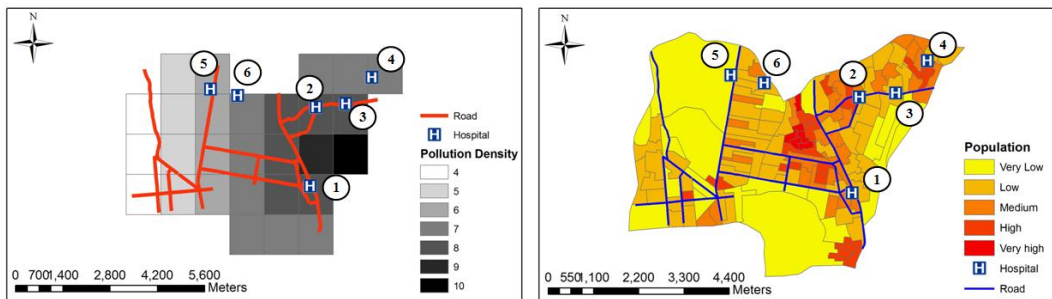 N
5
6
4
2
3
1
Road
H Hospital
Pollution Density
4
5
6
7
8
9
10
0 700 1,400 2,800 4,200 5,600
Meters
N
5
6
4
2
3
1
Population
Very Low
Low
Medium
High
Very high
H Hospital
Road
0 550 1,100 2,200 3,300 4,400
Meters